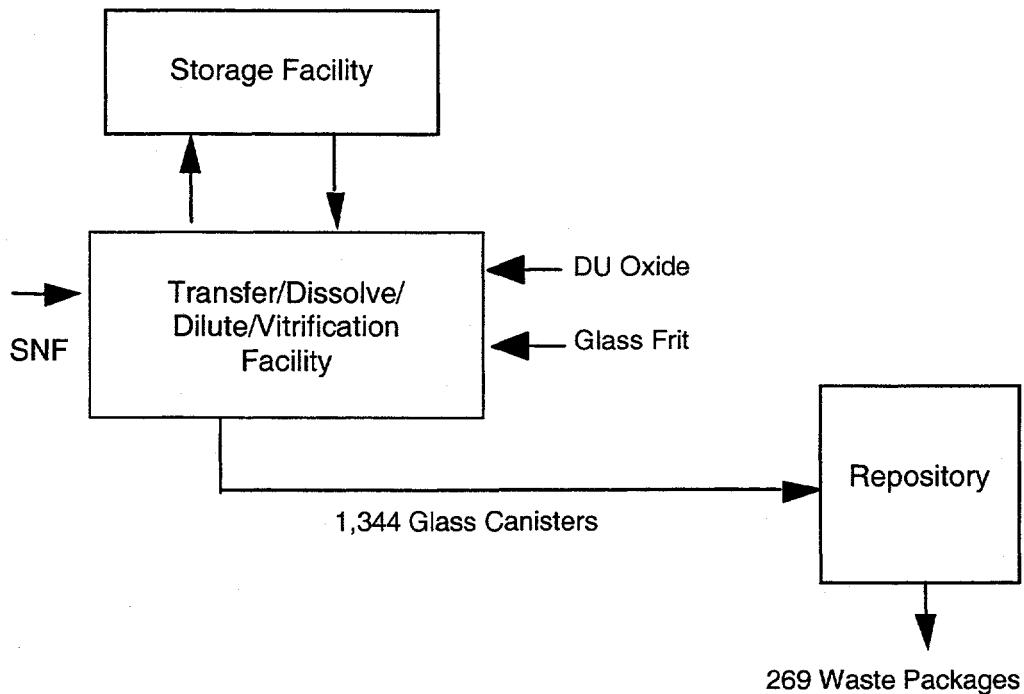 Storage Facility
Transfer/Dissolve/
Dilute/Vitrification
Facility
DU Oxide
Glass Frit
SNF
Repository
1,344 Glass Canisters
269 Waste Packages